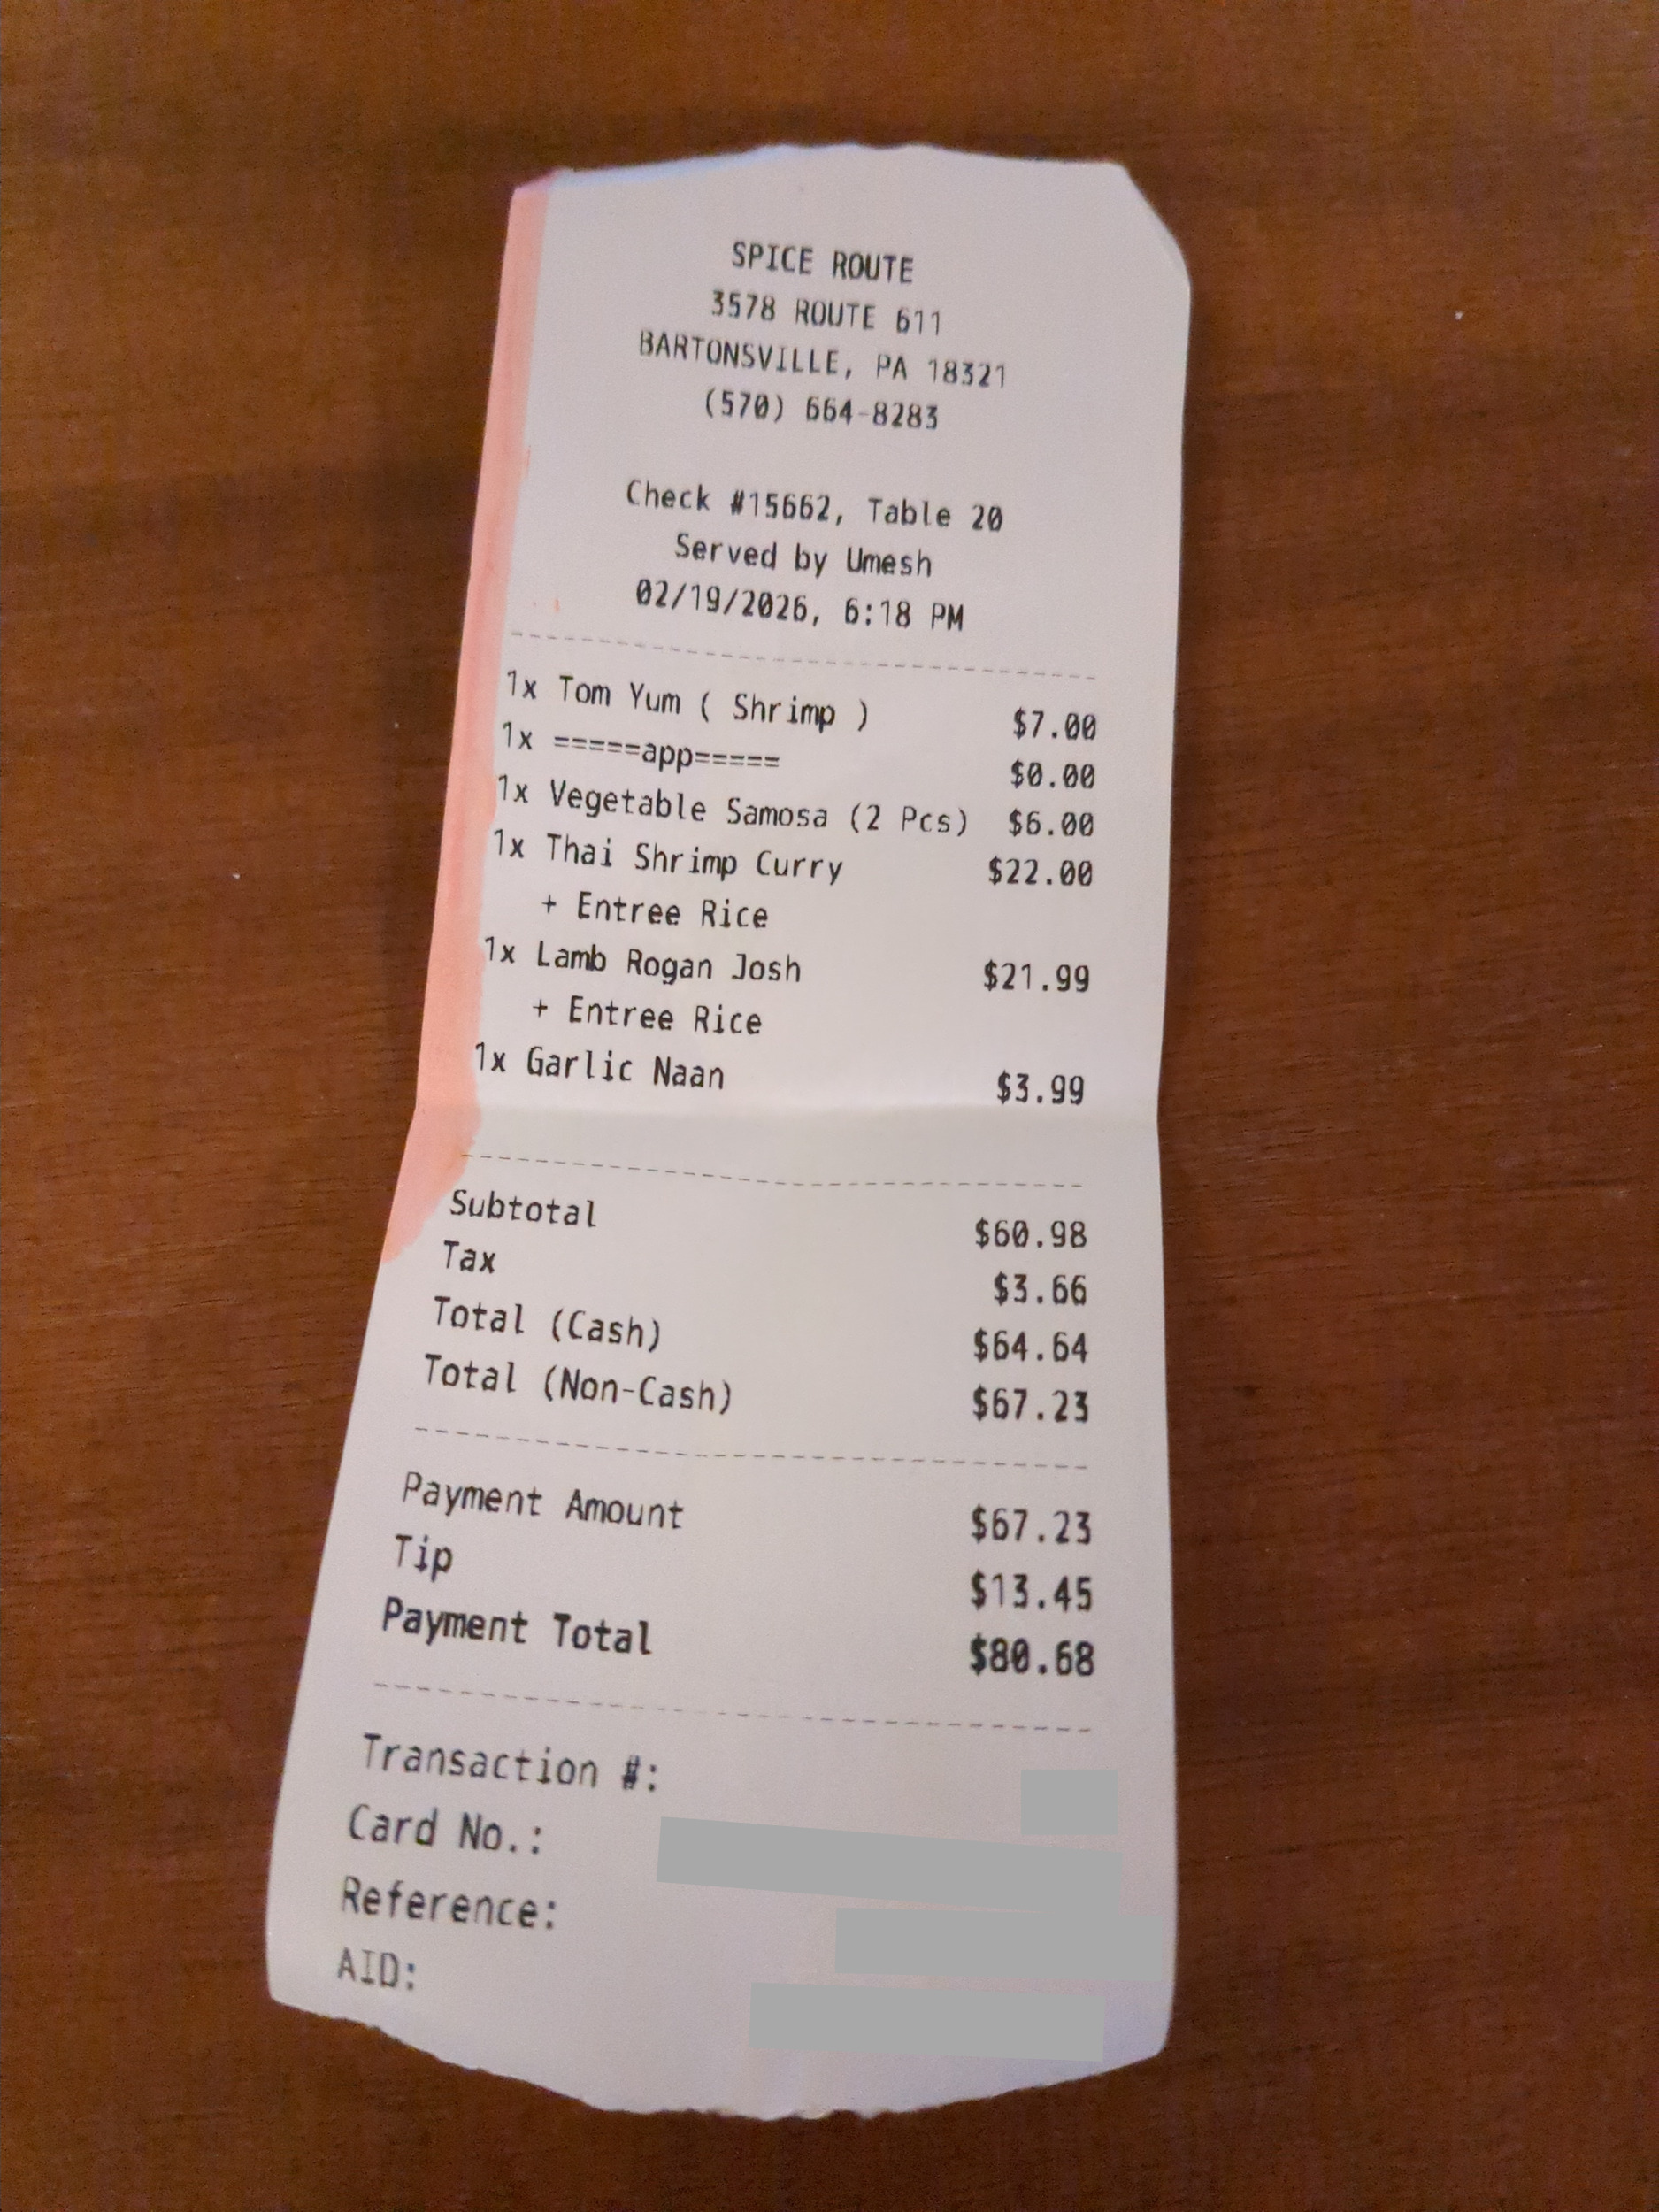 SPICE ROUTE
3578 ROUTE 611
BARTONSVILLE, PA 18321
(570) 664-8283
Check #15662, Table 20
Served by Umesh
02/19/2026, 6:18 PM
1x Tom Yum ( Shrimp ) $7.00
1x =====app===== $0.00
1x Vegetable Samosa (2 Pcs) $6.00
1x Thai Shrimp Curry $22.00
+ Entree Rice
1x Lamb Rogan Josh $21.99
+ Entree Rice
1x Garlic Naan $3.99
Subtotal $60.98
Tax $3.66
Total (Cash) $64.64
Total (Non-Cash) $67.23
Payment Amount $67.23
Tip $13.45
Payment Total $80.68
Transaction #:
Card No.:
Reference:
AID: